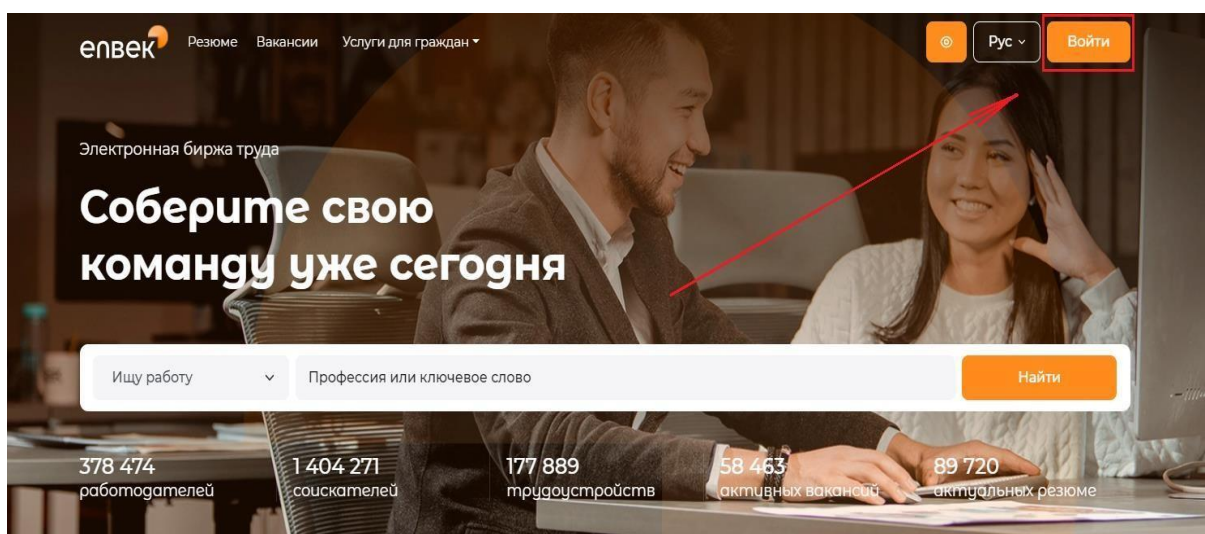 enвек
Резюме Вакансии Услуги для граждан
Рус
Войти
Электронная биржа труда
Соберите свою
команду уже сегодня
Ищу работу
Профессия или ключевое слово
Найти
378 474 1 404 271 177 889 58 463 89 720
работодателей соискателей трудоустройств активных вакансий актуальных резюме